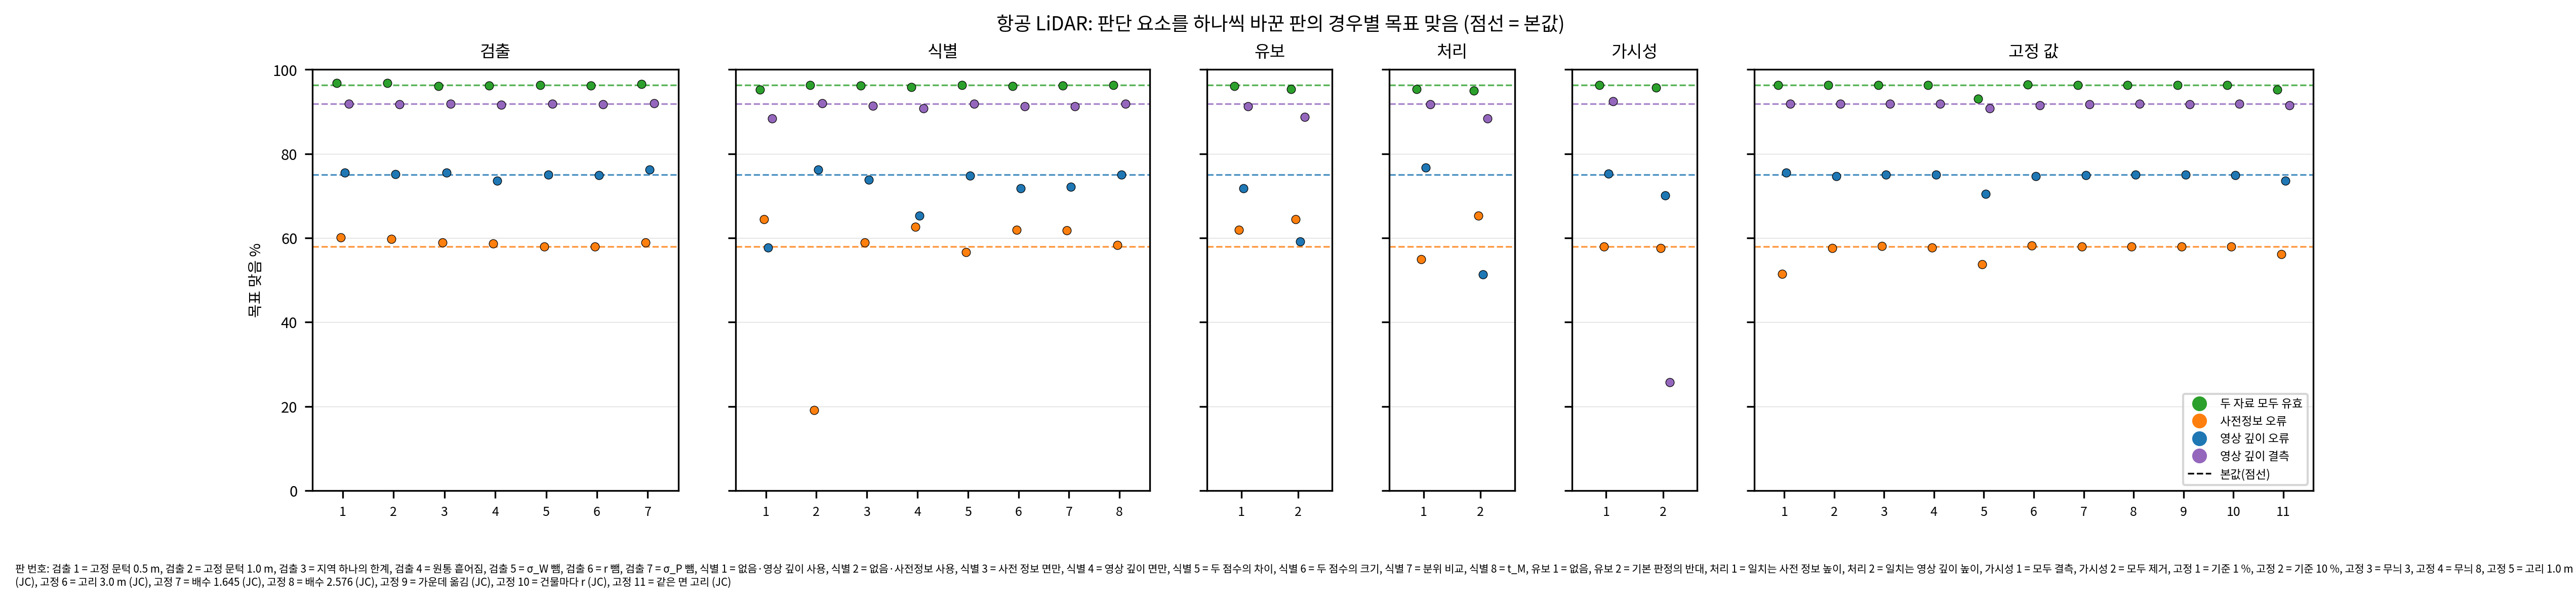 항공 LiDAR: 판단 요소를 하나씩 바꾼 판의 경우별 목표 맞음 (점선 = 본값)
검출
식별
유보
처리
가시성
고정 값
목표 맞음 %
100
80
60
40
20
0
1 2 3 4 5 6 7
1 2 3 4 5 6 7 8
1 2
1 2
1 2
1 2 3 4 5 6 7 8 9 10 11
두 자료 모두 유효
사전정보 오류
영상 깊이 오류
영상 깊이 결측
본값(점선)
판 번호: 검출 1 = 고정 문턱 0.5 m, 검출 2 = 고정 문턱 1.0 m, 검출 3 = 지역 하나의 한계, 검출 4 = 원통 흩어짐, 검출 5 = σ_W 뺌, 검출 6 = r 뺌, 검출 7 = σ_P 뺌, 식별 1 = 없음·영상 깊이 사용, 식별 2 = 없음·사전정보 사용, 식별 3 = 사전 정보 면만, 식별 4 = 영상 깊이 면만, 식별 5 = 두 점수의 차이, 식별 6 = 두 점수의 크기, 식별 7 = 분위 비교, 식별 8 = t_M, 유보 1 = 없음, 유보 2 = 기본 판정의 반대, 처리 1 = 일치는 사전 정보 높이, 처리 2 = 일치는 영상 깊이 높이, 가시성 1 = 모두 결측, 가시성 2 = 모두 제거, 고정 1 = 기준 1 %, 고정 2 = 기준 10 %, 고정 3 = 무늬 3, 고정 4 = 무늬 8, 고정 5 = 고리 1.0 m
(JC), 고정 6 = 고리 3.0 m (JC), 고정 7 = 배수 1.645 (JC), 고정 8 = 배수 2.576 (JC), 고정 9 = 가운데 옮김 (JC), 고정 10 = 건물마다 r (JC), 고정 11 = 같은 면 고리 (JC)